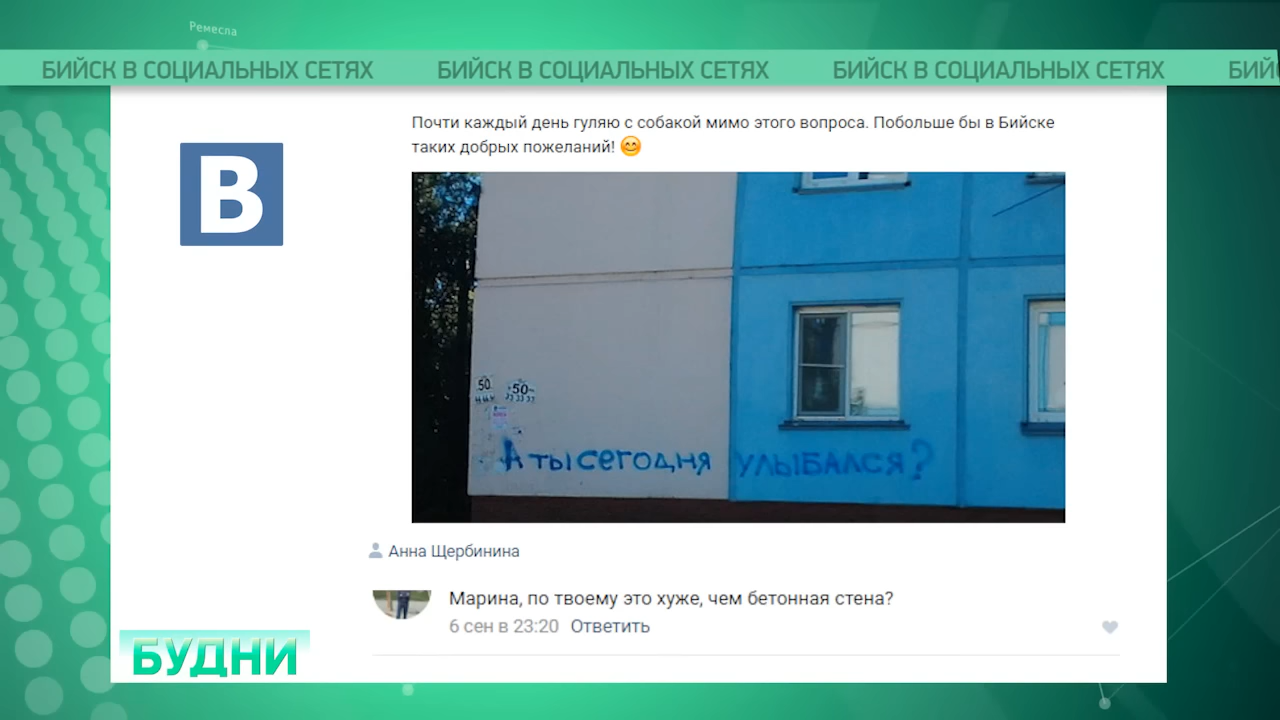 Ремесла
БИЙСК В СОЦИАЛЬНЫХ СЕТЯХ БИЙСК В СОЦИАЛЬНЫХ СЕТЯХ БИЙСК В СОЦИАЛЬНЫХ СЕТЯХ БИЙ
В
Почти каждый день гуляю с собакой мимо этого вопроса. Побольше бы в Бийске
таких добрых пожеланий! 😊
50 50
А ты сегодня улыбался?
Анна Щербинина
Марина, по твоему это хуже, чем бетонная стена?
6 сен в 23:20 Ответить
БУДНИ